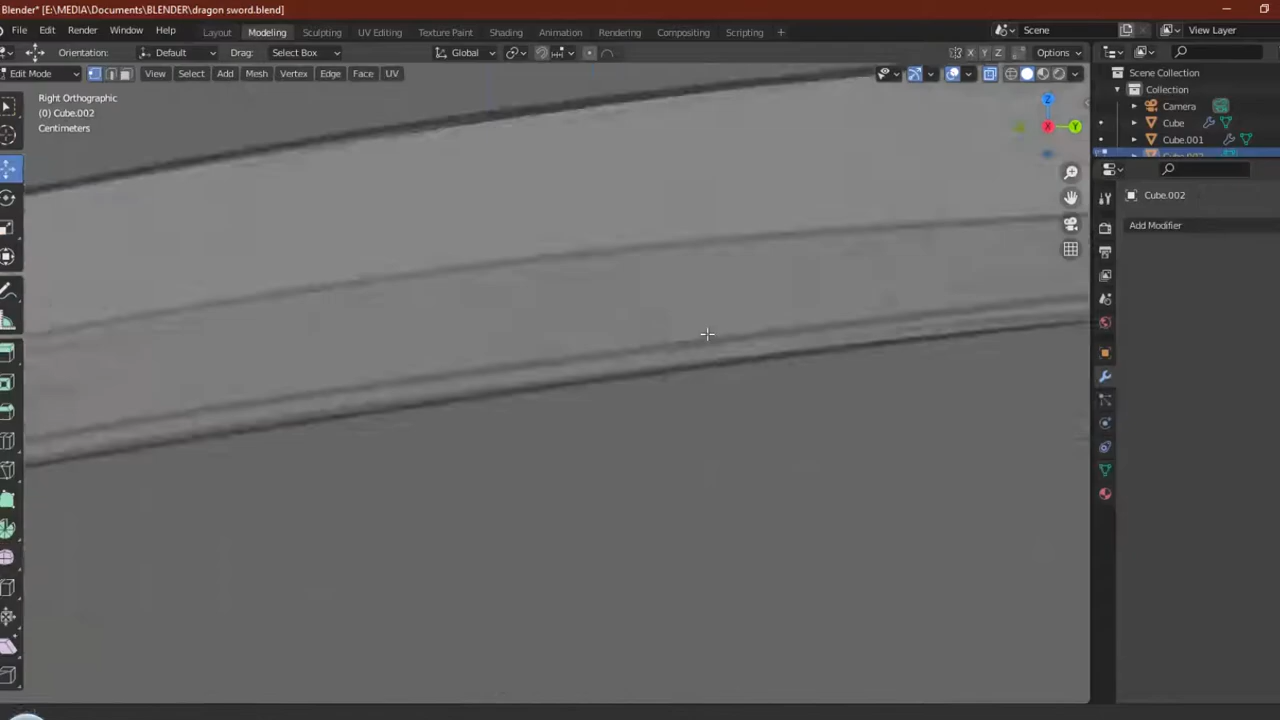 Blender* [E:\MEDIA\Documents\BLENDER\dragon sword.blend]
File Edit Render Window Help Layout Modeling Sculpting UV Editing Texture Paint Shading Animation Rendering Compositing Scripting + Scene View Layer
Orientation: Default Drag: Select Box Global X Y Z Options
Edit Mode View Select Add Mesh Vertex Edge Face UV
Scene Collection
Collection
Camera
Cube
Cube.001
Right Orthographic
(0) Cube.002
Centimeters
Z
X
Y
Cube.002
Add Modifier